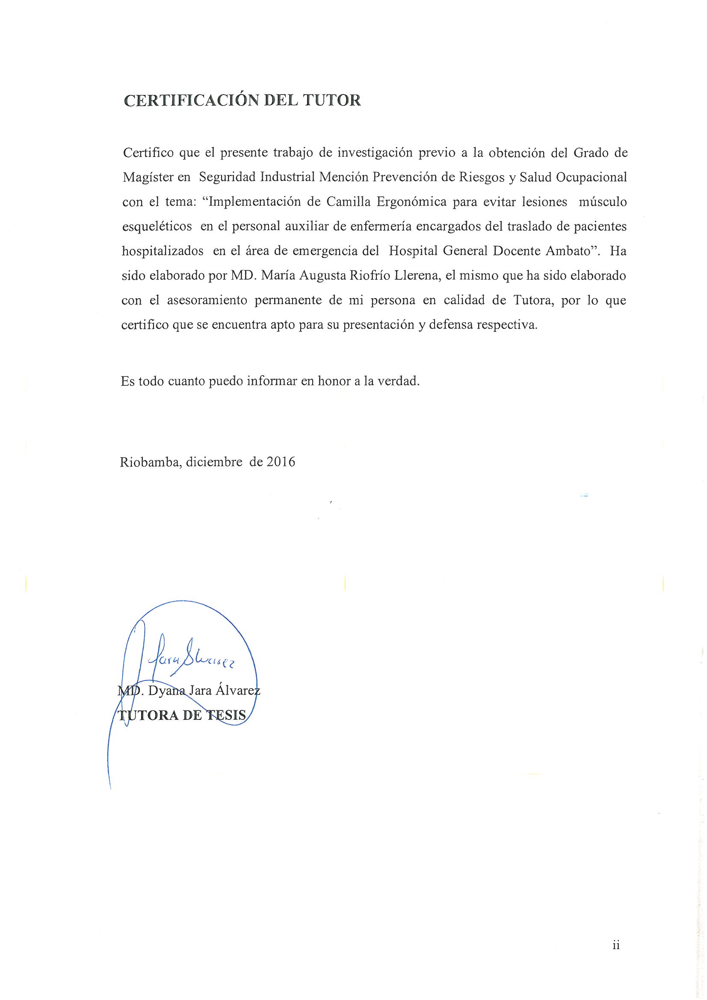 CERTIFICACIÓN DEL TUTOR
Certifico que el presente trabajo de investigación previo a la obtención del Grado de
Magíster en Seguridad Industrial Mención Prevención de Riesgos y Salud Ocupacional
con el tema: “Implementación de Camilla Ergonómica para evitar lesiones músculo
esqueléticos en el personal auxiliar de enfermería encargados del traslado de pacientes
hospitalizados en el área de emergencia del Hospital General Docente Ambato”. Ha
sido elaborado por MD. María Augusta Riofrío Llerena, el mismo que ha sido elaborado
con el asesoramiento permanente de mi persona en calidad de Tutora, por lo que
certifico que se encuentra apto para su presentación y defensa respectiva.
Es todo cuanto puedo informar en honor a la verdad.
Riobamba, diciembre de 2016
MD. Dyana Jara Álvarez
TUTORA DE TESIS
ii